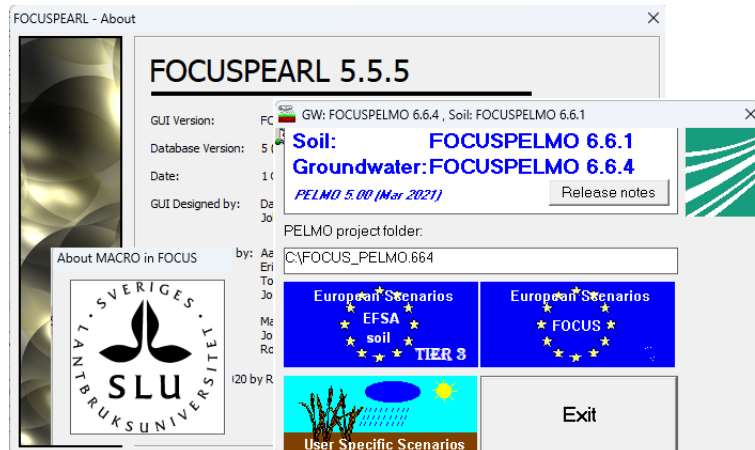 FOCUSPEARL - About
FOCUSPEARL 5.5.5
GUI Version:
Database Version:
Date:
GUI Designed by:
by:
20 by R
GW: FOCUSPELMO 6.6.4 , Soil: FOCUSPELMO 6.6.1
Soil: FOCUSPELMO 6.6.1
Groundwater: FOCUSPELMO 6.6.4
PELMO 5.00 (Mar 2021)
Release notes
PELMO project folder:
C:\FOCUS_PELMO.664
European Scenarios
EFSA
soil
TIER 3
European Scenarios
FOCUS
User Specific Scenarios
Exit
About MACRO in FOCUS
SVERIGES
LANTBRUKSUNIVERSITET
SLU